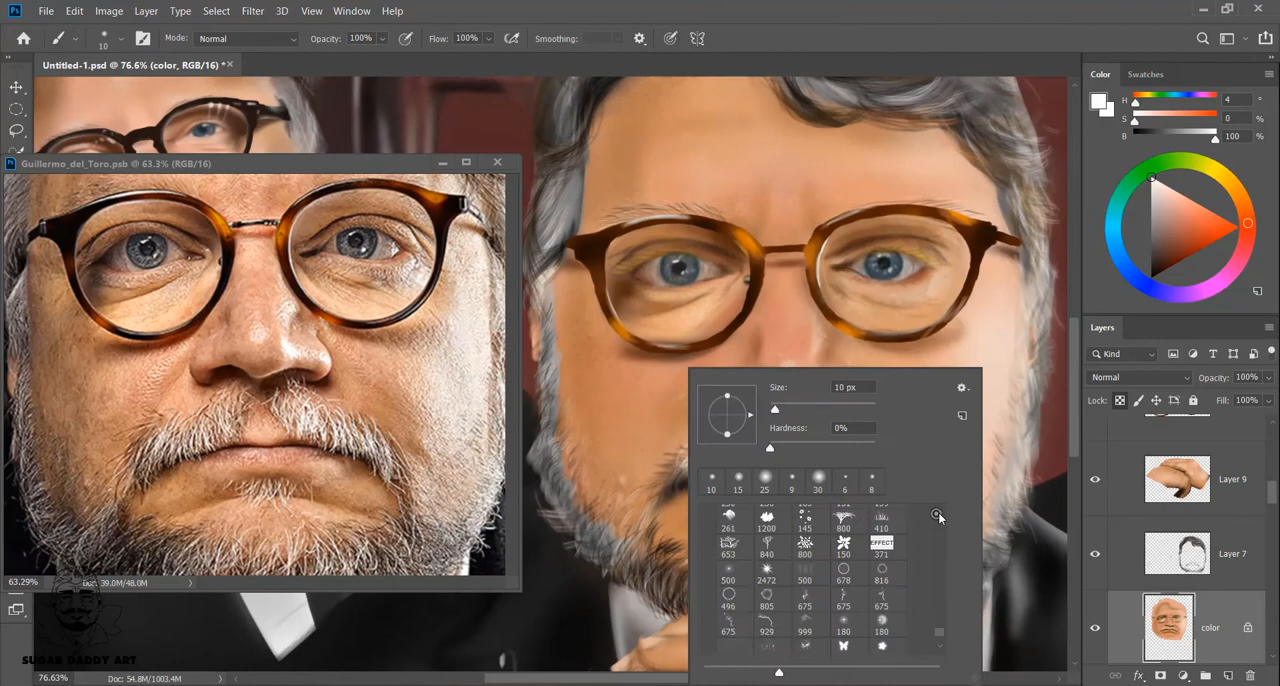 Ps File Edit Image Layer Type Select Filter 3D View Window Help
10 Mode: Normal Opacity: 100% Flow: 100% Smoothing:
Untitled-1.psd @ 76.6% (color, RGB/16) *
Ps Guillermo_del_Toro.psb @ 63.3% (RGB/16)
63.29% Doc: 39.0M/48.0M
SUGAR DADDY ART
76.63% Doc: 54.8M/1003.4M
Size: 10 px
Hardness: 0%
10 15 25 9 30 6 8
261 1200 145 800 410
EFFECT
653 840 800 150 371
500 2472 500 678 816
496 805 675 675 675
675 929 999 180 180
Color Swatches
H 4 °
S 0 %
B 100 %
Layers
Kind
Normal Opacity: 100%
Lock: Fill: 100%
Layer 9
Layer 7
color
fx